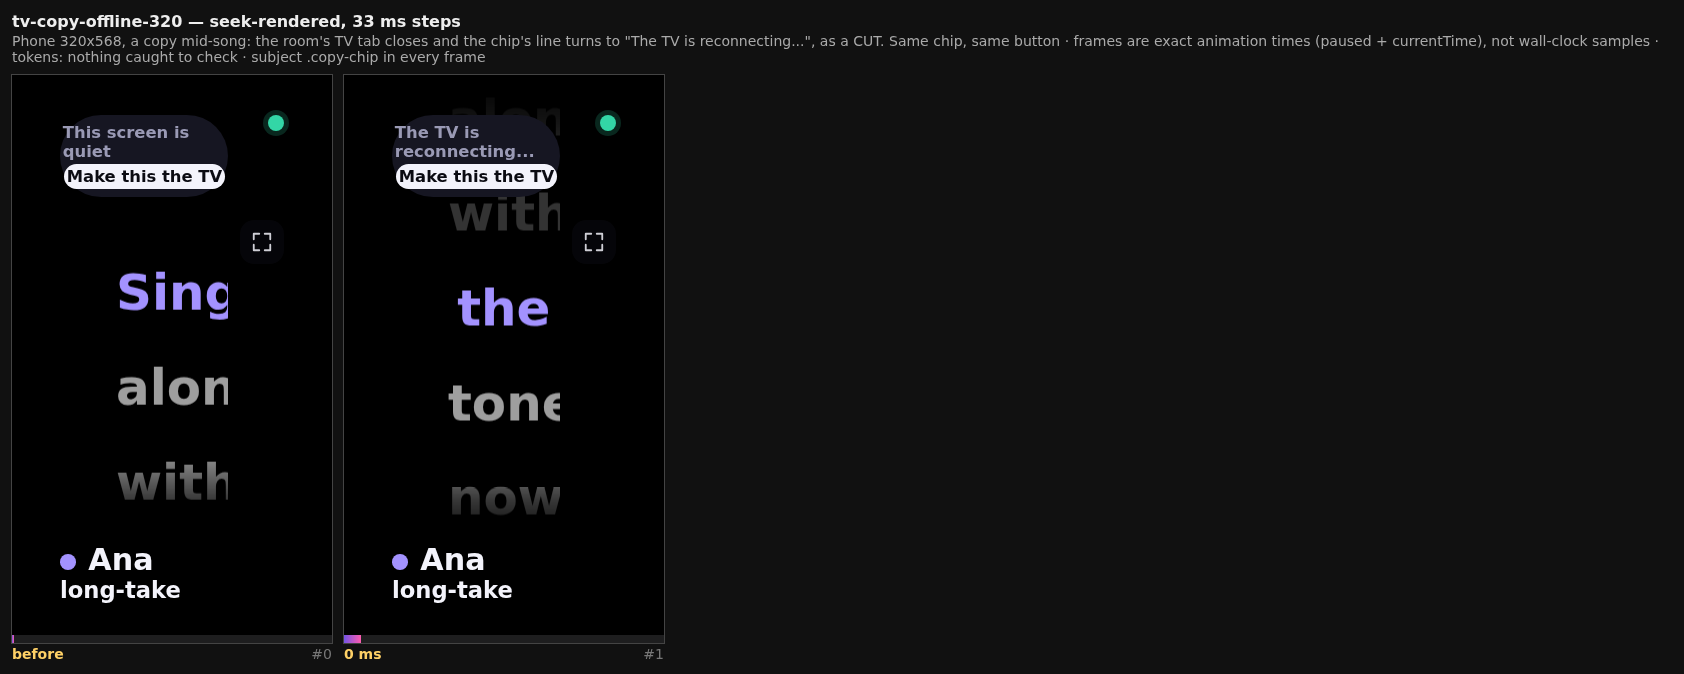 tv-copy-offline-320 — seek-rendered, 33 ms steps
Phone 320x568, a copy mid-song: the room's TV tab closes and the chip's line turns to "The TV is reconnecting...", as a CUT. Same chip, same button · frames are exact animation times (paused + currentTime), not wall-clock samples ·
tokens: nothing caught to check · subject .copy-chip in every frame
This screen is
quiet
Make this the TV
Sing
alon
with
Ana
long-take
before #0
alon
The TV is
reconnecting...
Make this the TV
with
the
tone
now
Ana
long-take
0 ms #1